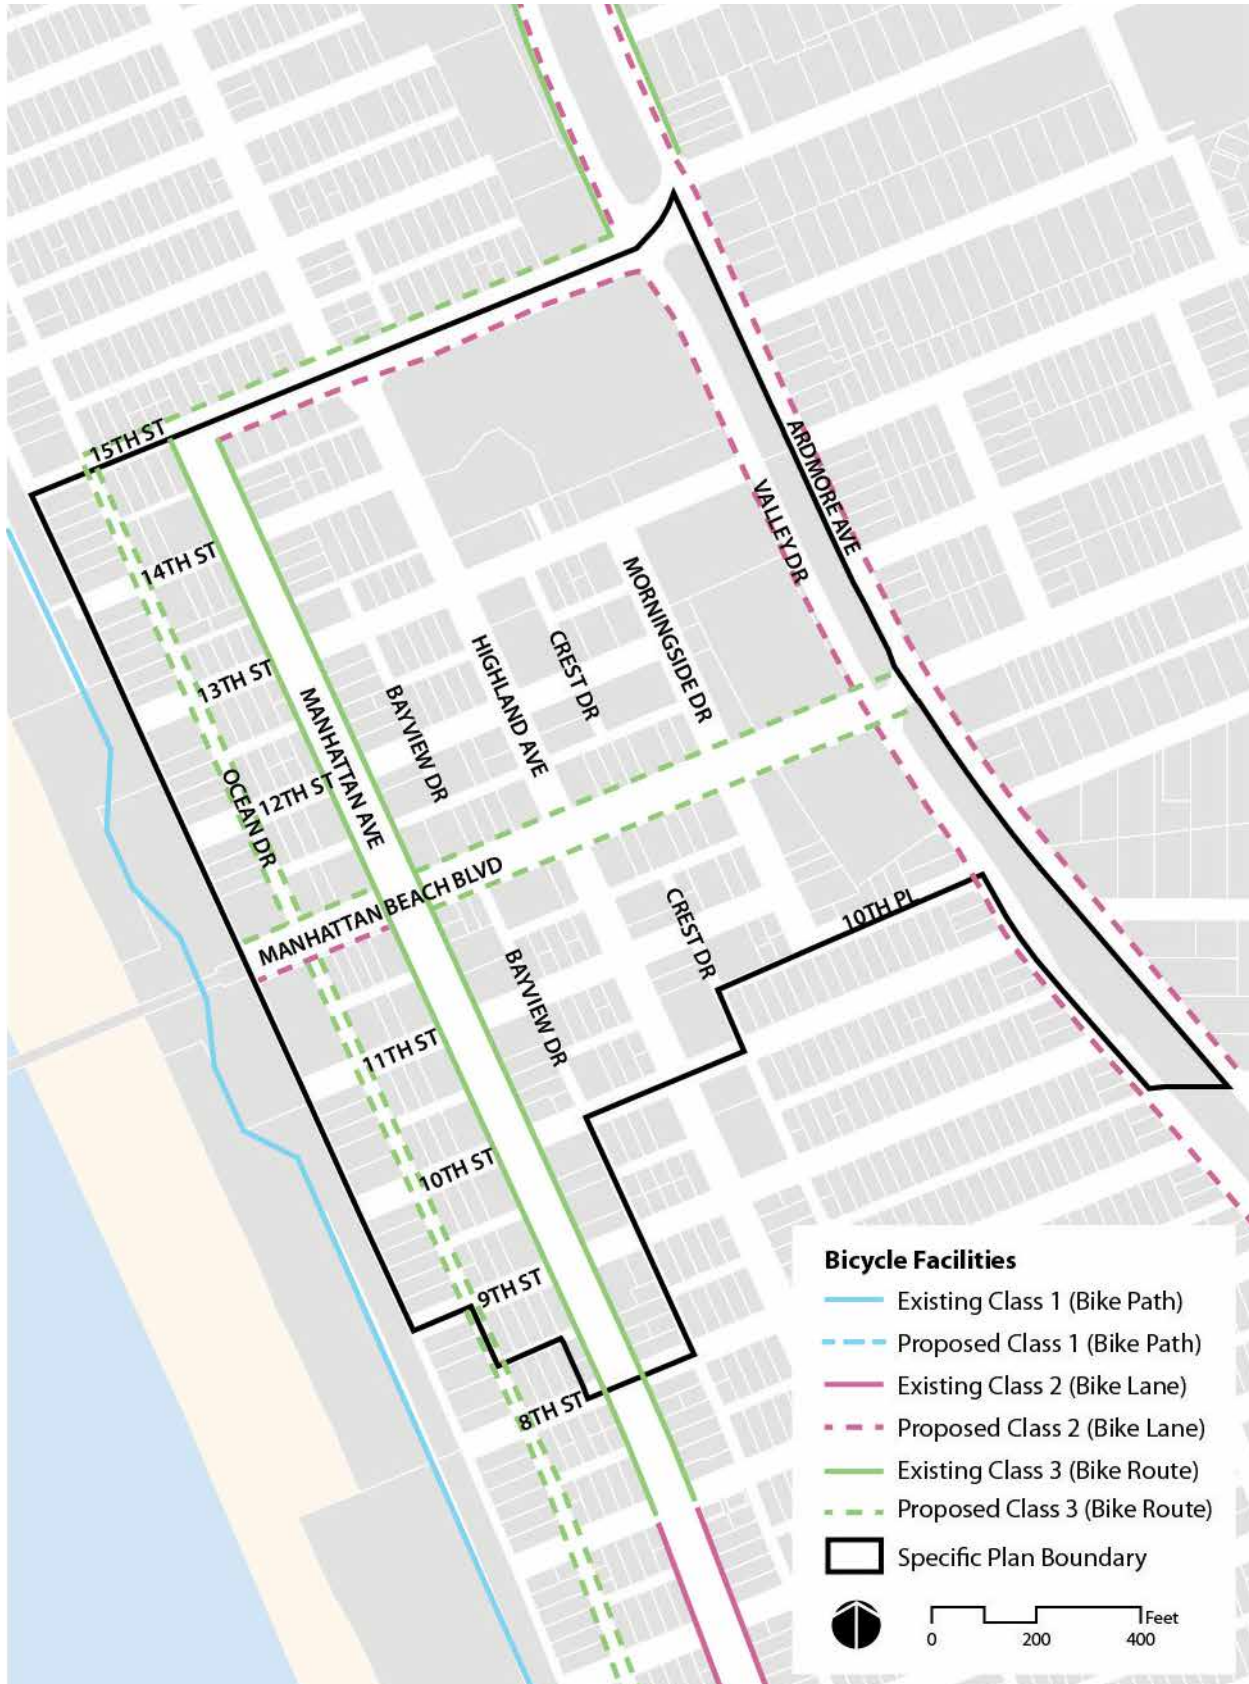 15TH ST
ARDMORE AVE
VALLEY DR
14TH ST
MORNINGSIDE DR
CREST DR
HIGHLAND AVE
13TH ST
BAYVIEW DR
MANHATTAN AVE
12TH ST
OCEAN DR
MANHATTAN BEACH BLVD
CREST DR
10TH PL
BAYVIEW DR
11TH ST
10TH ST
9TH ST
8TH ST
Bicycle Facilities
Existing Class 1 (Bike Path)
Proposed Class 1 (Bike Path)
Existing Class 2 (Bike Lane)
Proposed Class 2 (Bike Lane)
Existing Class 3 (Bike Route)
Proposed Class 3 (Bike Route)
Specific Plan Boundary
Feet
0 200 400